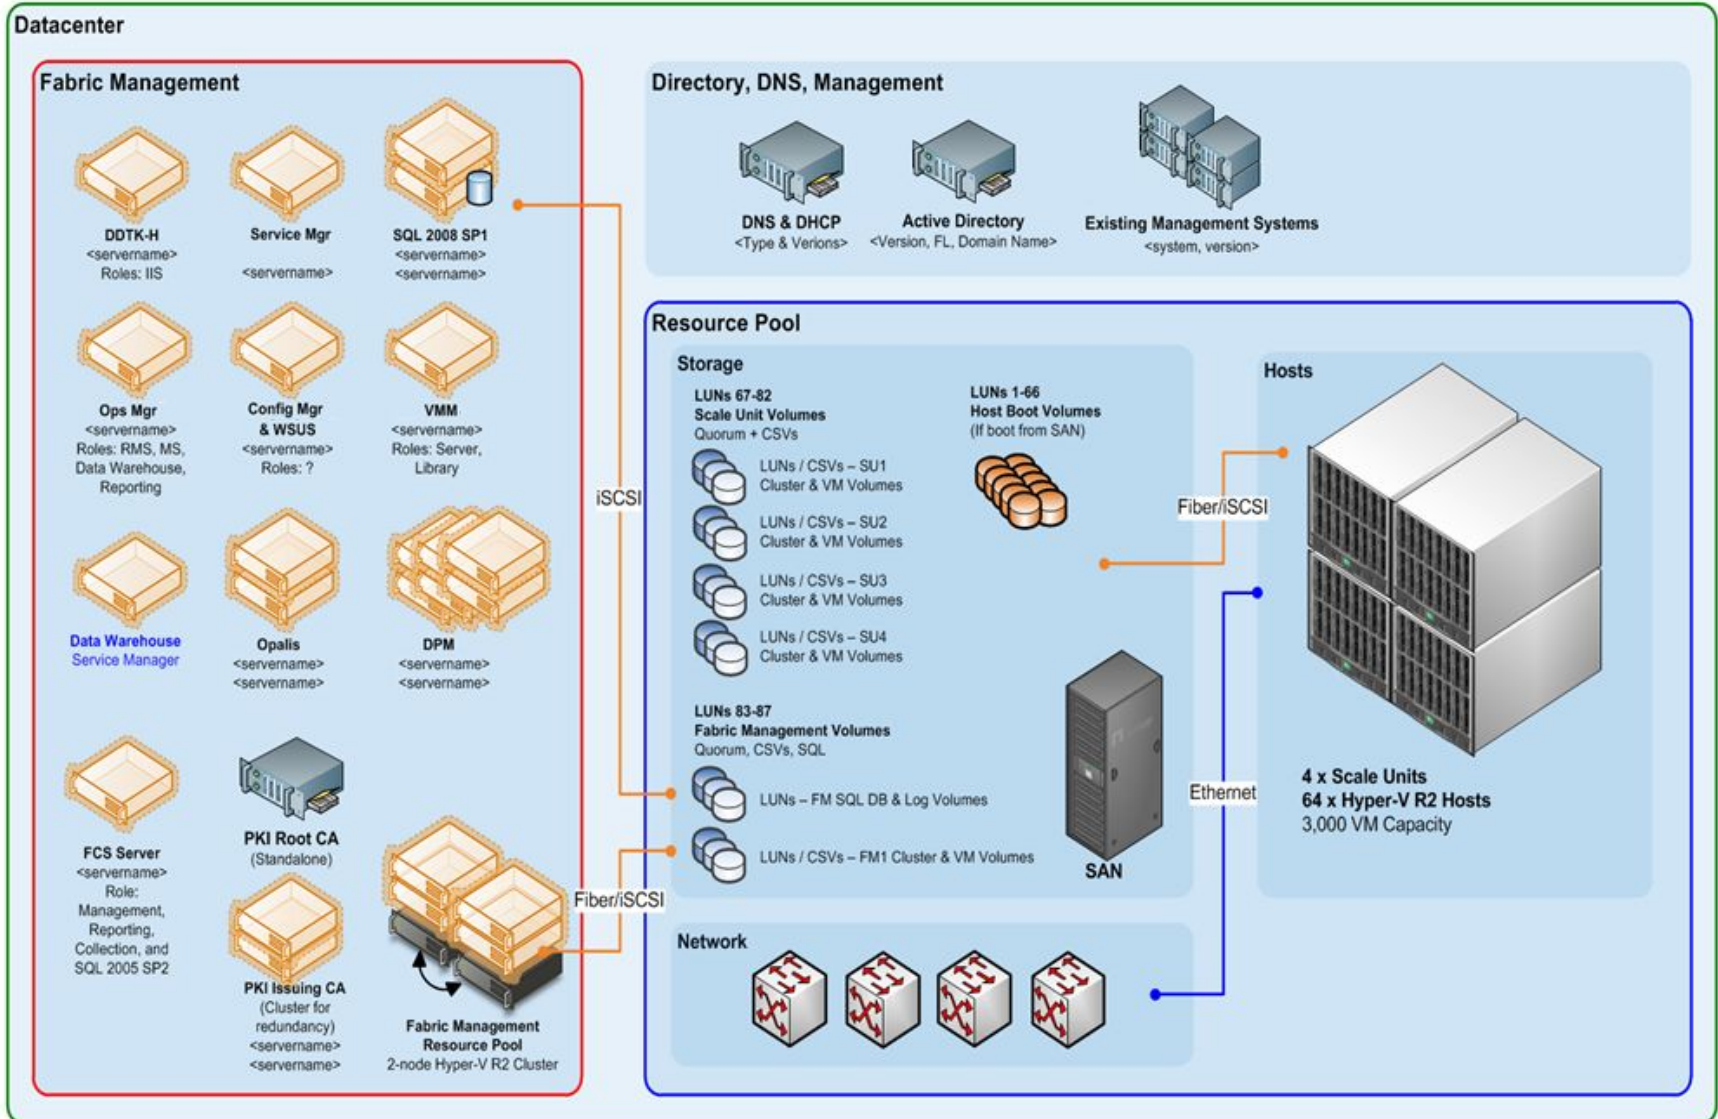 Datacenter
Fabric Management
DDTK-H
<servername>
Roles: IIS
Service Mgr
<servername>
SQL 2008 SP1
<servername>
<servername>
Ops Mgr
<servername>
Roles: RMS, MS,
Data Warehouse,
Reporting
Config Mgr
& WSUS
<servername>
Roles: ?
VMM
<servername>
Roles: Server,
Library
Data Warehouse
Service Manager
Opalis
<servername>
<servername>
DPM
<servername>
<servername>
FCS Server
<servername>
Role:
Management,
Reporting,
Collection, and
SQL 2005 SP2
PKI Root CA
(Standalone)
PKI Issuing CA
(Cluster for
redundancy)
<servername>
<servername>
Fabric Management
Resource Pool
2-node Hyper-V R2 Cluster
iSCSI
Fiber/iSCSI
Directory, DNS, Management
DNS & DHCP
<Type & Verions>
Active Directory
<Version, FL, Domain Name>
Existing Management Systems
<system, version>
Resource Pool
Storage
LUNs 67-82
Scale Unit Volumes
Quorum + CSVs
LUNs / CSVs – SU1
Cluster & VM Volumes
LUNs / CSVs – SU2
Cluster & VM Volumes
LUNs / CSVs – SU3
Cluster & VM Volumes
LUNs / CSVs – SU4
Cluster & VM Volumes
LUNs 1-66
Host Boot Volumes
(If boot from SAN)
LUNs 83-87
Fabric Management Volumes
Quorum, CSVs, SQL
LUNs – FM SQL DB & Log Volumes
LUNs / CSVs – FM1 Cluster & VM Volumes
SAN
Fiber/iSCSI
Ethernet
Hosts
4 x Scale Units
64 x Hyper-V R2 Hosts
3,000 VM Capacity
Network